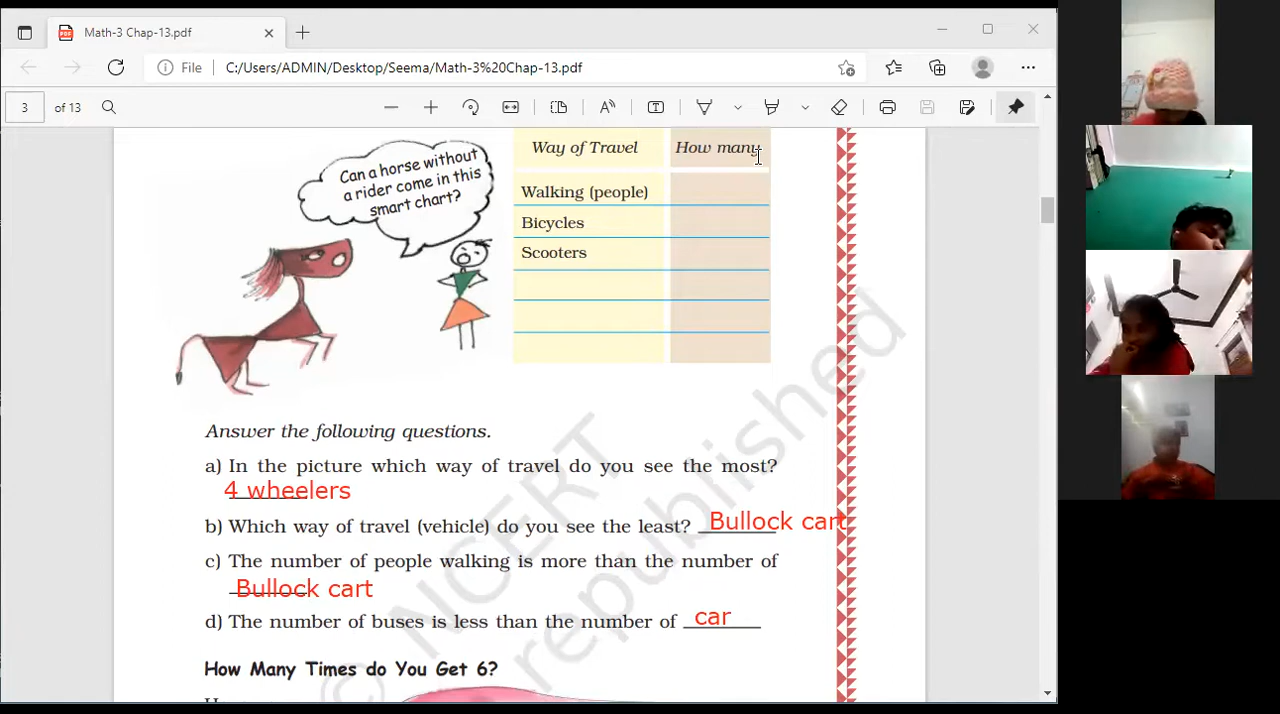 Math-3 Chap-13.pdf
File C:/Users/ADMIN/Desktop/Seema/Math-3%20Chap-13.pdf
3 of 13
Way of Travel How many
Can a horse without
a rider come in this
smart chart?
Walking (people)
Bicycles
Scooters
Answer the following questions.
a) In the picture which way of travel do you see the most?
4 wheelers
b) Which way of travel (vehicle) do you see the least? Bullock cart
c) The number of people walking is more than the number of
Bullock cart
d) The number of buses is less than the number of car
How Many Times do You Get 6?
© NCERT
republished